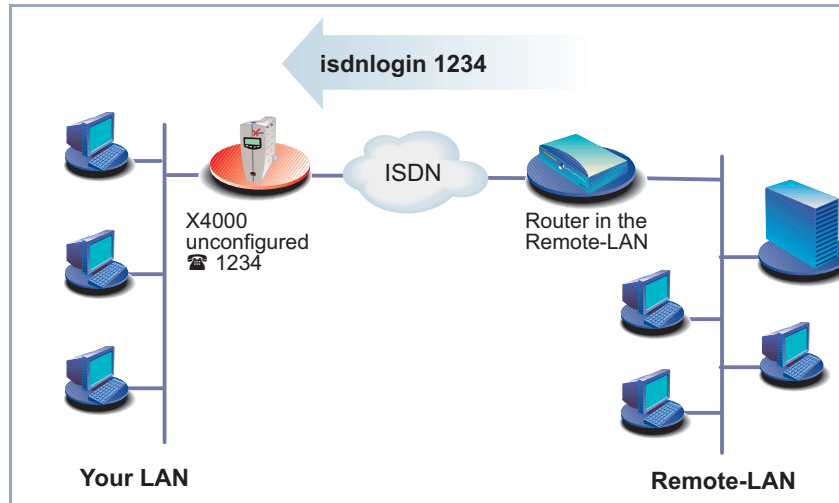 isdnlogin 1234
ISDN
X4000
unconfigured
☎ 1234
Router in the
Remote-LAN
Your LAN
Remote-LAN